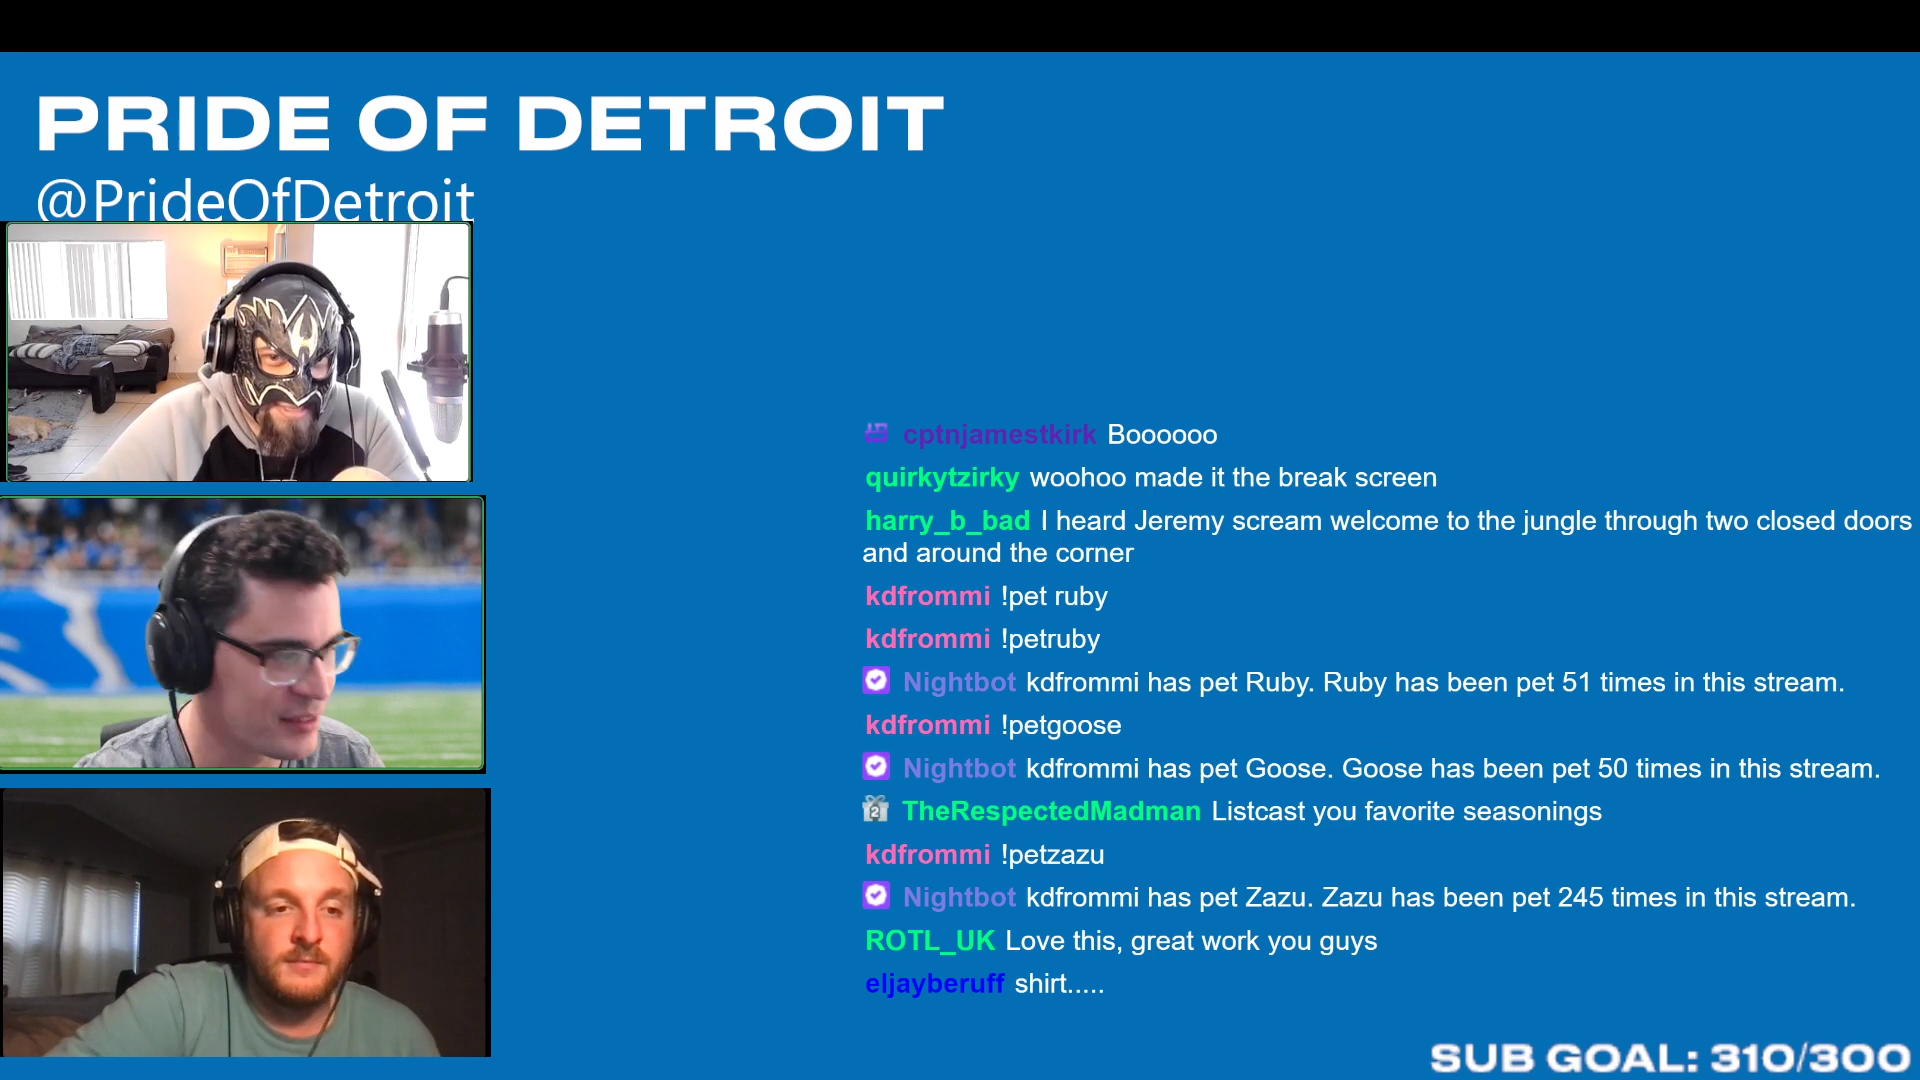 PRIDE OF DETROIT
@PrideOfDetroit
cptnjamestkirk Boooooo
quirkytzirky woohoo made it the break screen
harry_b_bad I heard Jeremy scream welcome to the jungle through two closed doors
and around the corner
kdfrommi !pet ruby
kdfrommi !petruby
Nightbot kdfrommi has pet Ruby. Ruby has been pet 51 times in this stream.
kdfrommi !petgoose
Nightbot kdfrommi has pet Goose. Goose has been pet 50 times in this stream.
2 TheRespectedMadman Listcast you favorite seasonings
kdfrommi !petzazu
Nightbot kdfrommi has pet Zazu. Zazu has been pet 245 times in this stream.
ROTL_UK Love this, great work you guys
eljayberuff shirt.....
SUB GOAL: 310/300